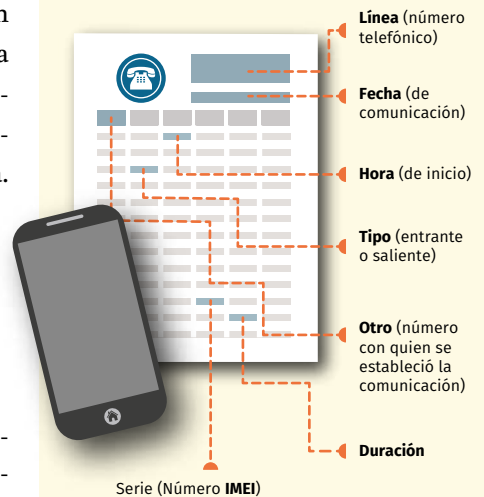 Línea (número
telefónico)
Fecha (de
comunicación)
Hora (de inicio)
Tipo (entrante
o saliente)
Otro (número
con quien se
estableció la
comunicación)
Duración
Serie (Número IMEI)